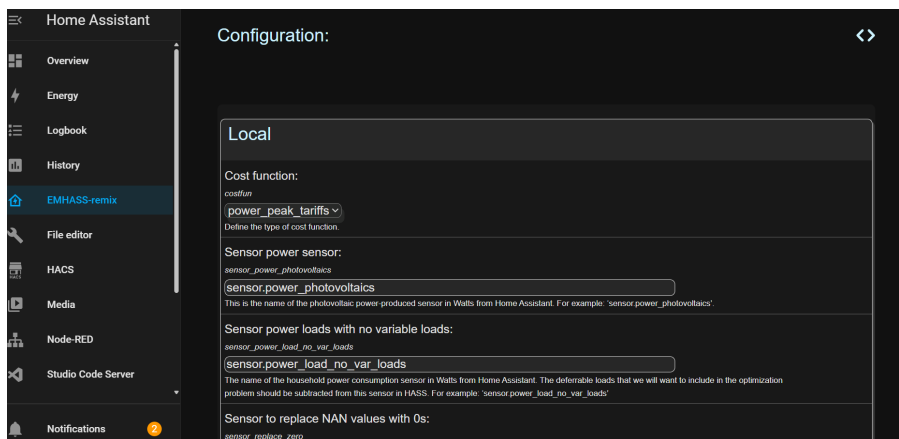 Home Assistant
Overview
Energy
Logbook
History
EMHASS-remix
File editor
HACS
HACS
Media
Node-RED
Studio Code Server
Notifications
2
Configuration:
Local
Cost function:
costfun
power_peak_tariffs
Define the type of cost function.
Sensor power sensor:
sensor_power_photovoltaics
sensor.power_photovoltaics
This is the name of the photovoltaic power-produced sensor in Watts from Home Assistant. For example: 'sensor.power_photovoltaics'.
Sensor power loads with no variable loads:
sensor_power_load_no_var_loads
sensor.power_load_no_var_loads
The name of the household power consumption sensor in Watts from Home Assistant. The deferrable loads that we will want to include in the optimization
problem should be subtracted from this sensor in HASS. For example: 'sensor.power_load_no_var_loads'
Sensor to replace NAN values with 0s:
sensor_replace_zero